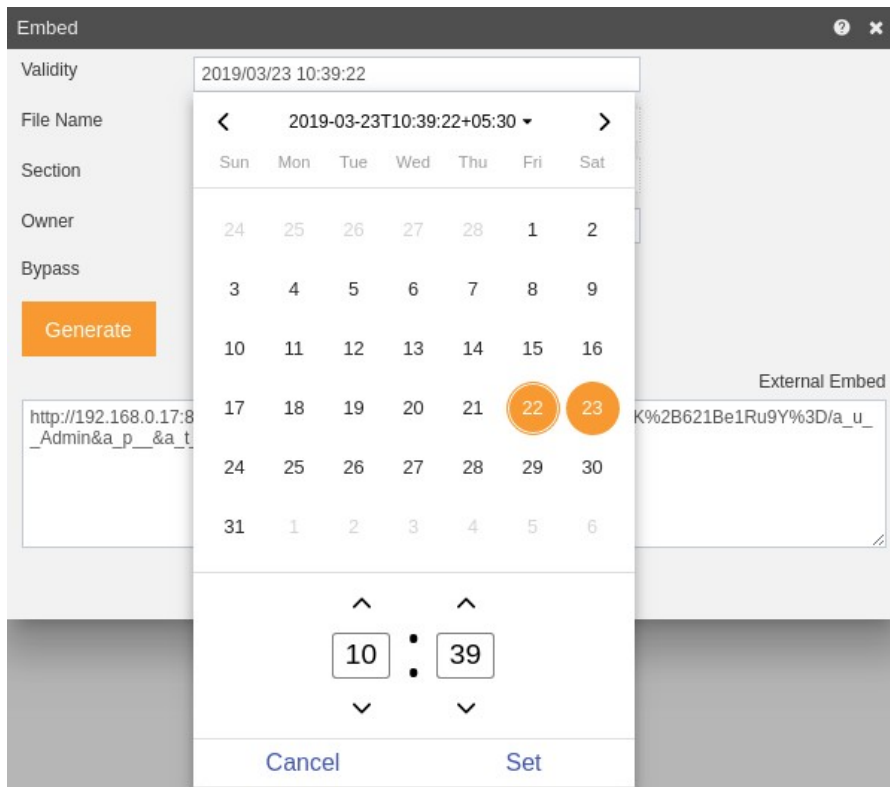 Embed
Validity
2019/03/23 10:39:22
File Name
Section
Owner
Bypass
Generate
2019-03-23T10:39:22+05:30
Sun Mon Tue Wed Thu Fri Sat
24 25 26 27 28 1 2
3 4 5 6 7 8 9
10 11 12 13 14 15 16
17 18 19 20 21 22 23
24 25 26 27 28 29 30
31 1 2 3 4 5 6
10 : 39
Cancel Set
External Embed
http://192.168.0.17:8 K%2B621Be1Ru9Y%3D/a_u_
_Admin&a_p__&a_t_